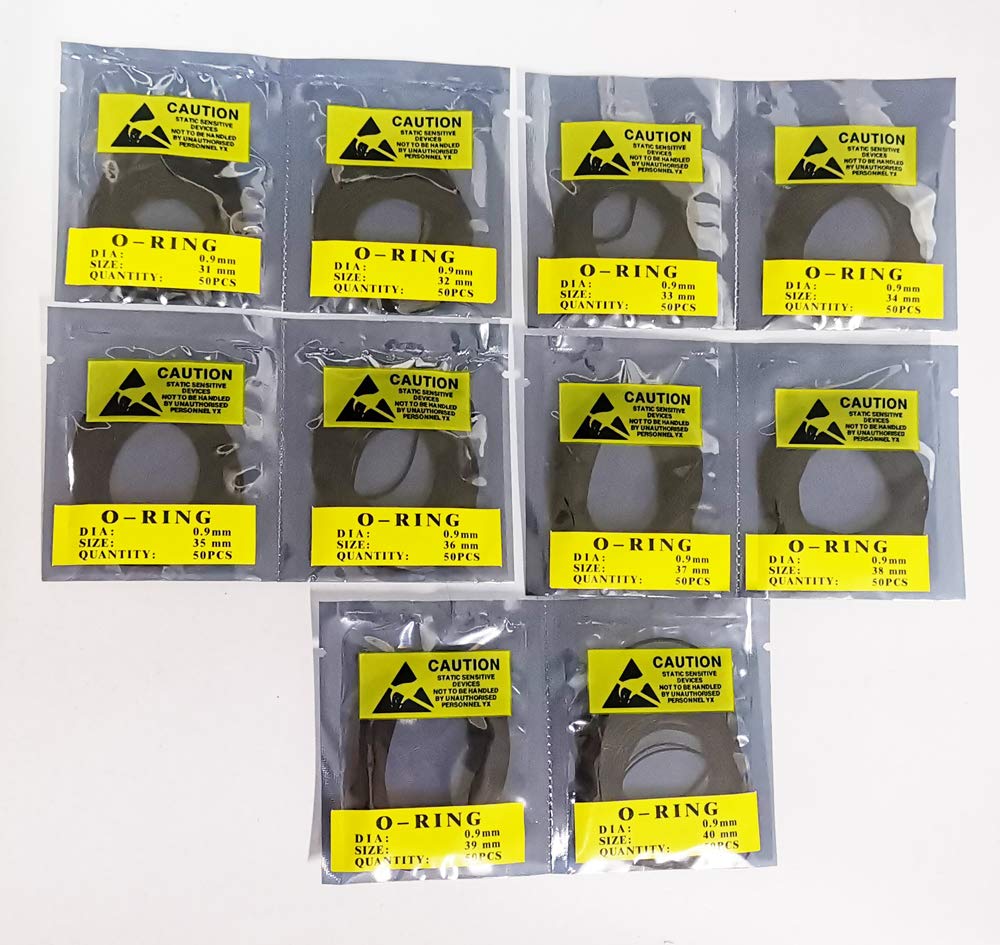 CAUTION
STATIC SENSITIVE
DEVICES
NOT TO BE HANDLED
BY UNAUTHORISED
PERSONNEL YX
O-RING
DIA: 0.9mm
SIZE: 31 mm
QUANTITY: 50PCS
CAUTION
STATIC SENSITIVE
DEVICES
NOT TO BE HANDLED
BY UNAUTHORISED
PERSONNEL YX
O-RING
DIA: 0.9mm
SIZE: 32 mm
QUANTITY: 50PCS
CAUTION
STATIC SENSITIVE
DEVICES
NOT TO BE HANDLED
BY UNAUTHORISED
PERSONNEL YX
O-RING
DIA: 0.9mm
SIZE: 33 mm
QUANTITY: 50PCS
CAUTION
STATIC SENSITIVE
DEVICES
NOT TO BE HANDLED
BY UNAUTHORISED
PERSONNEL YX
O-RING
DIA: 0.9mm
SIZE: 34 mm
QUANTITY: 50PCS
CAUTION
STATIC SENSITIVE
DEVICES
NOT TO BE HANDLED
BY UNAUTHORISED
PERSONNEL YX
O-RING
DIA: 0.9mm
SIZE: 35 mm
QUANTITY: 50PCS
CAUTION
STATIC SENSITIVE
DEVICES
NOT TO BE HANDLED
BY UNAUTHORISED
PERSONNEL YX
O-RING
DIA: 0.9mm
SIZE: 36 mm
QUANTITY: 50PCS
CAUTION
STATIC SENSITIVE
DEVICES
NOT TO BE HANDLED
BY UNAUTHORISED
PERSONNEL YX
O-RING
DIA: 0.9mm
SIZE: 37 mm
QUANTITY: 50PCS
CAUTION
STATIC SENSITIVE
DEVICES
NOT TO BE HANDLED
BY UNAUTHORISED
PERSONNEL YX
O-RING
DIA: 0.9mm
SIZE: 38 mm
QUANTITY: 50PCS
CAUTION
STATIC SENSITIVE
DEVICES
NOT TO BE HANDLED
BY UNAUTHORISED
PERSONNEL YX
O-RING
DIA: 0.9mm
SIZE: 39 mm
QUANTITY: 50PCS
CAUTION
STATIC SENSITIVE
DEVICES
NOT TO BE HANDLED
BY UNAUTHORISED
PERSONNEL YX
O-RING
DIA: 0.9mm
SIZE: 40 mm
QUANTITY: 50PCS